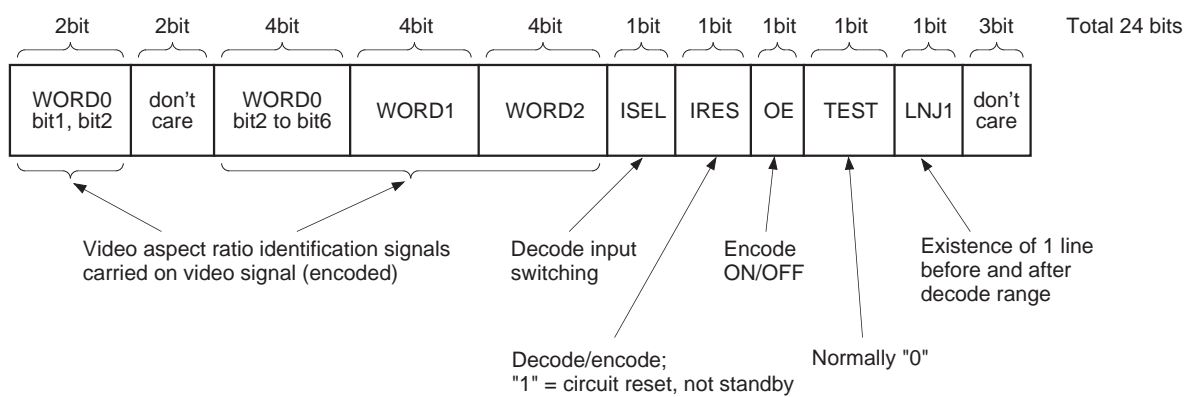 2bit 2bit 4bit 4bit 4bit 1bit 1bit 1bit 1bit 1bit 3bit Total 24 bits
WORD0
bit1, bit2
don't
care
WORD0
bit2 to bit6
WORD1
WORD2
ISEL
IRES
OE
TEST
LNJ1
don't
care
Video aspect ratio identification signals
carried on video signal (encoded)
Decode input
switching
Encode
ON/OFF
Existence of 1 line
before and after
decode range
Decode/encode;
"1" = circuit reset, not standby
Normally "0"